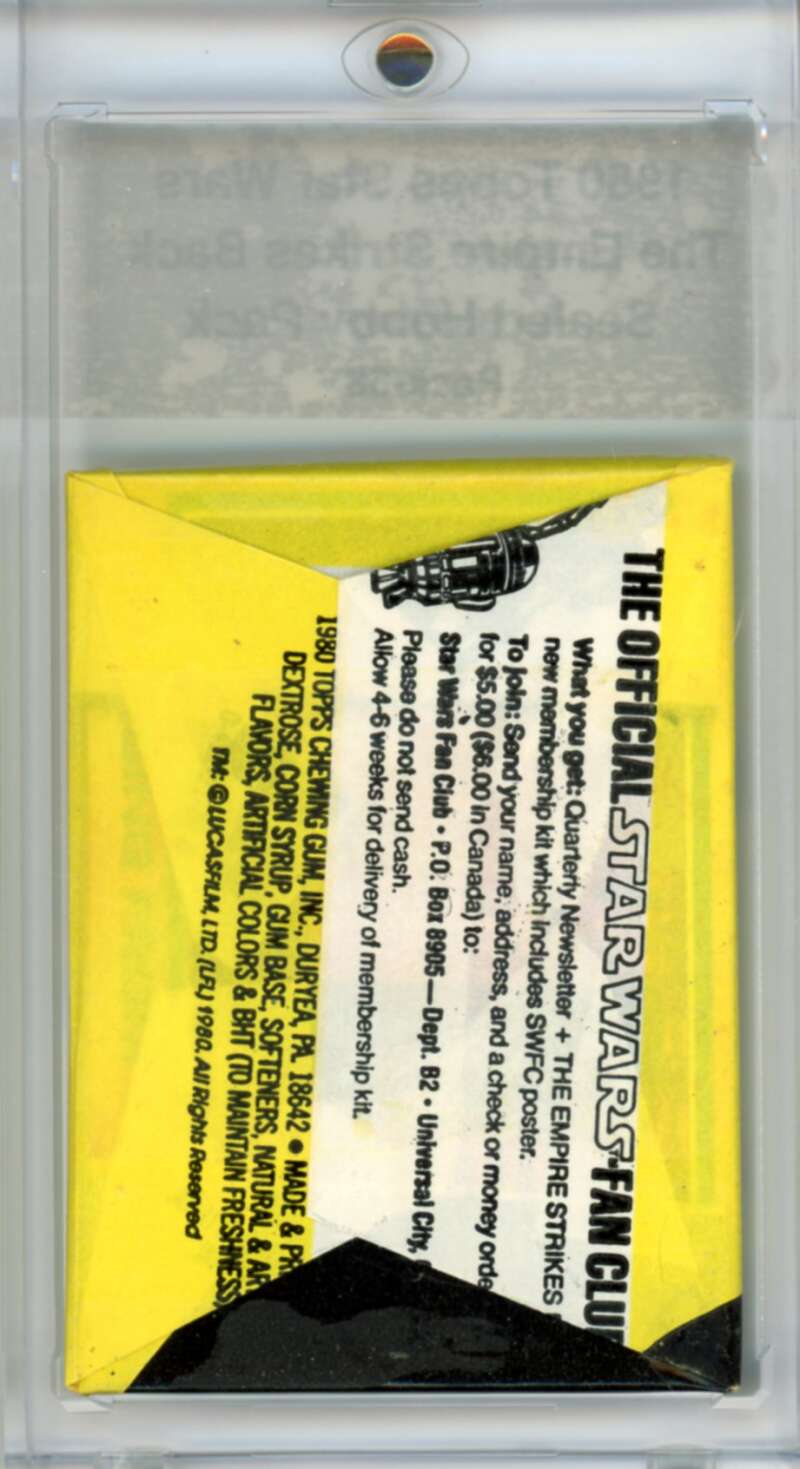 1980 Topps Star Wars
The Empire Strikes Back
Sealed Hobby Pack
THE OFFICIAL STAR WARS FAN
What you get: Quarterly Newsletter + THE EMPIRE STRIKES
new membership kit which includes SWFC poster.
To join: Send your name, address, and a check or money orde
for $5.00 ($6.00 in Canada) to:
Star Wars Fan Club • P.O. Box 8905 — Dept. B2 • Universal City,
Please do not send cash.
Allow 4-6 weeks for delivery of membership kit.
1980 TOPPS CHEWING GUM, INC., DURYEA, PA. 18642 • MADE & PR
DEXTROSE, CORN SYRUP, GUM BASE, SOFTENERS, NATURAL & AR
FLAVORS, ARTIFICIAL COLORS & BHT (TO MAINTAIN FRESHNESS)
TM: © LUCASFILM, LTD. (LFL) 1980. All Rights Reserved